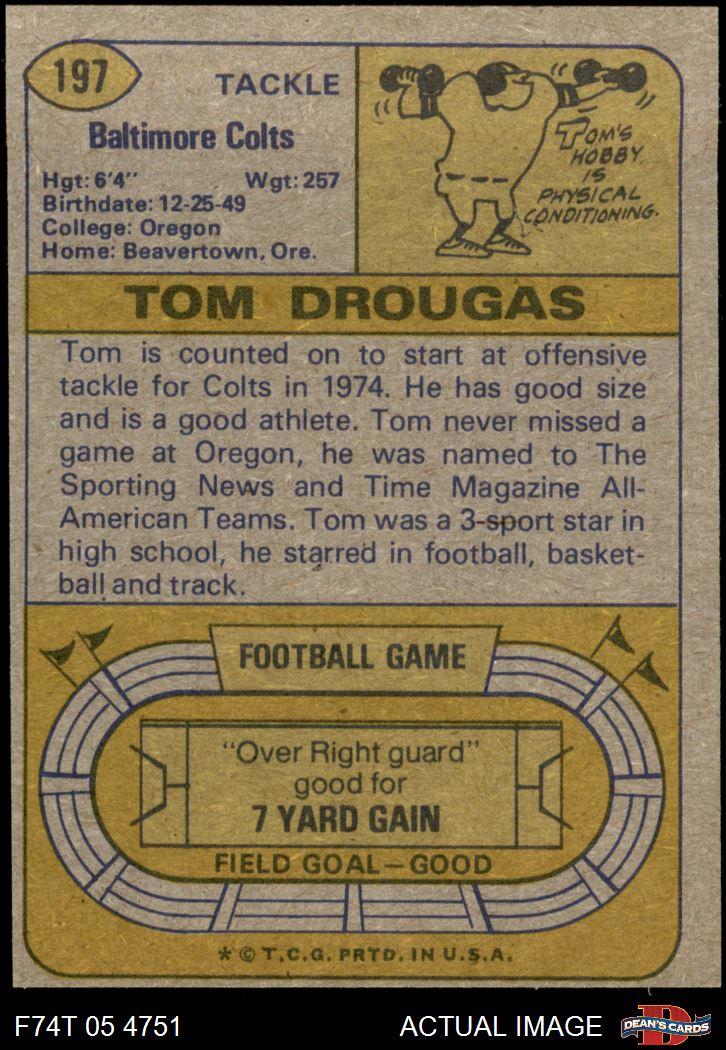 197
TACKLE
Baltimore Colts
Hgt: 6'4" Wgt: 257
Birthdate: 12-25-49
College: Oregon
Home: Beavertown, Ore.
TOM'S
HOBBY
IS
PHYSICAL
CONDITIONING.
TOM DROUGAS
Tom is counted on to start at offensive
tackle for Colts in 1974. He has good size
and is a good athlete. Tom never missed a
game at Oregon, he was named to The
Sporting News and Time Magazine All-
American Teams. Tom was a 3-sport star in
high school, he starred in football, basket-
ball and track.
FOOTBALL GAME
"Over Right guard"
good for
7 YARD GAIN
FIELD GOAL—GOOD
*© T.C.G. PRTD. IN U.S.A.
F74T 05 4751 ACTUAL IMAGE
D
DEAN'S CARDS